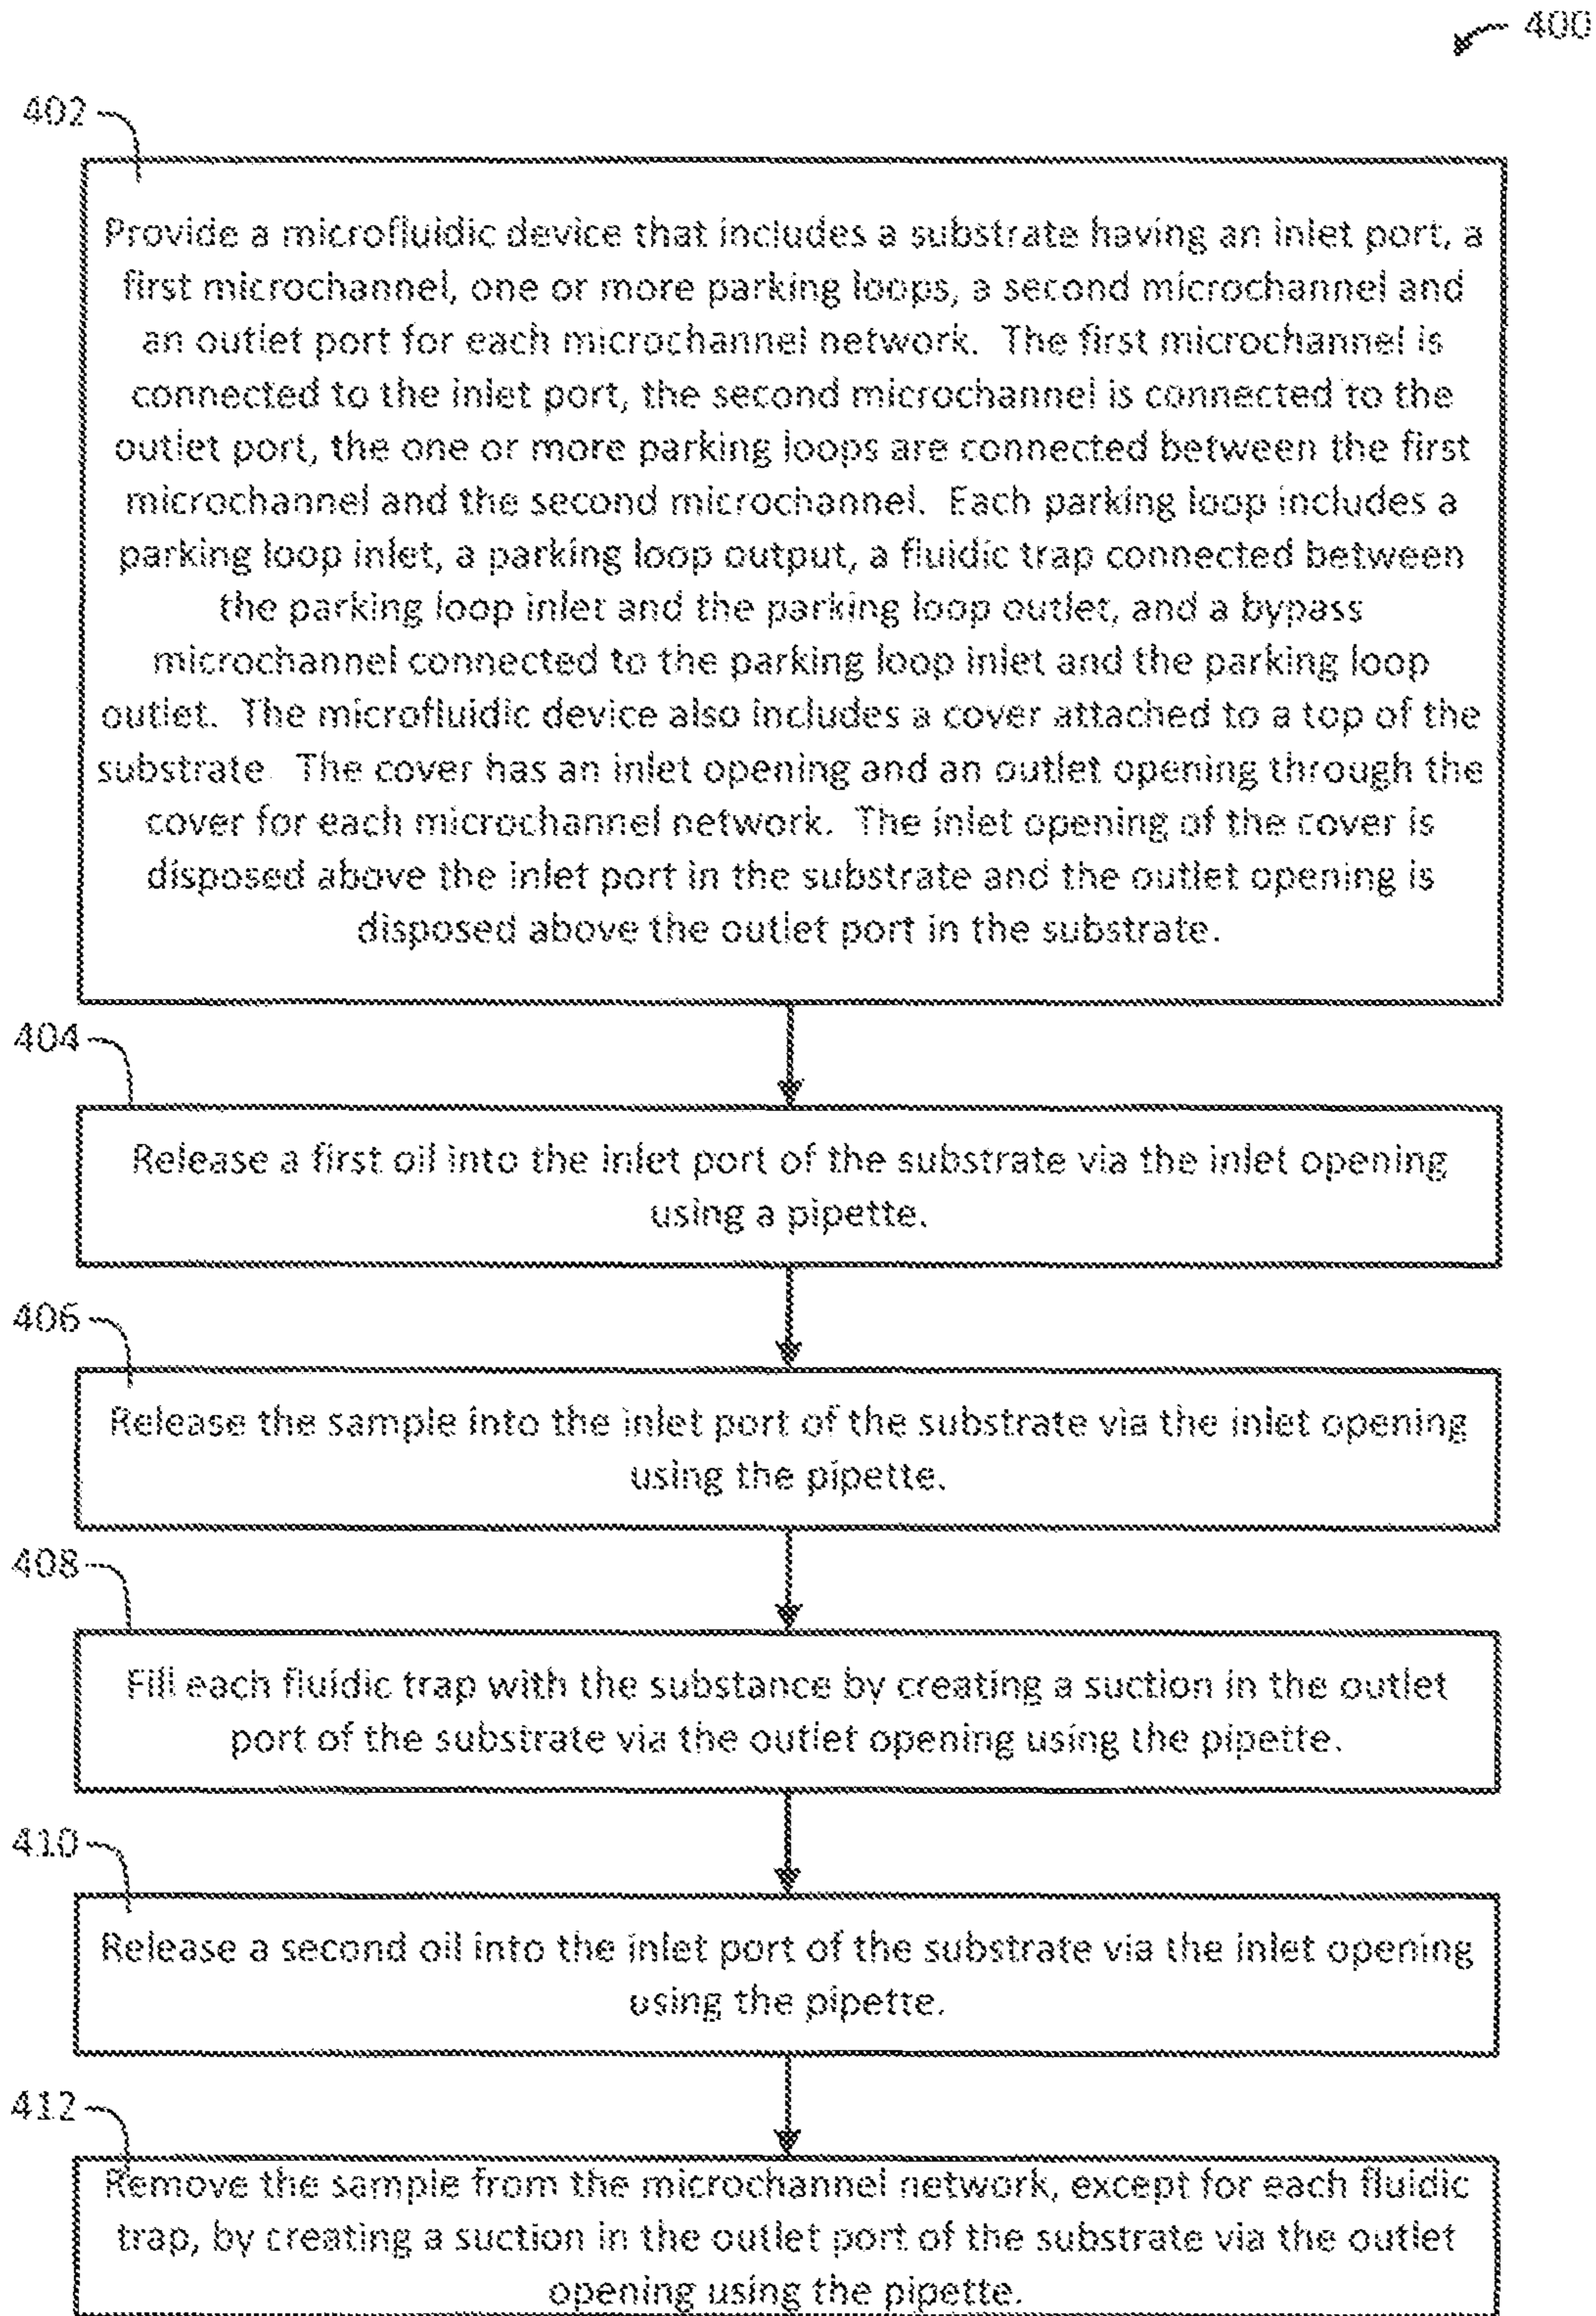 400
402
Provide a microfluidic device that includes a substrate having an inlet port, a
first microchannel, one or more parking loops, a second microchannel and
an outlet port for each microchannel network. The first microchannel is
connected to the inlet port, the second microchannel is connected to the
outlet port, the one or more parking loops are connected between the first
microchannel and the second microchannel. Each parking loop includes a
parking loop inlet, a parking loop output, a fluidic trap connected between
the parking loop inlet and the parking loop outlet, and a bypass
microchannel connected to the parking loop inlet and the parking loop
outlet. The microfluidic device also includes a cover attached to a top of the
substrate. The cover has an inlet opening and an outlet opening through the
cover for each microchannel network. The inlet opening of the cover is
disposed above the inlet port in the substrate and the outlet opening is
disposed above the outlet port in the substrate.
404
Release a first oil into the inlet port of the substrate via the inlet opening
using a pipette.
406
Release the sample into the inlet port of the substrate via the inlet opening
using the pipette.
408
Fill each fluidic trap with the substance by creating a suction in the outlet
port of the substrate via the outlet opening using the pipette.
410
Release a second oil into the inlet port of the substrate via the inlet opening
using the pipette.
412
Remove the sample from the microchannel network, except for each fluidic
trap, by creating a suction in the outlet port of the substrate via the outlet
opening using the pipette.